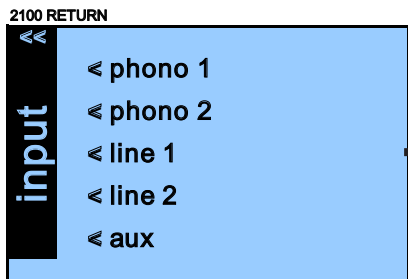 2100 RETURN
<<
input
< phono 1
< phono 2
< line 1
< line 2
< aux